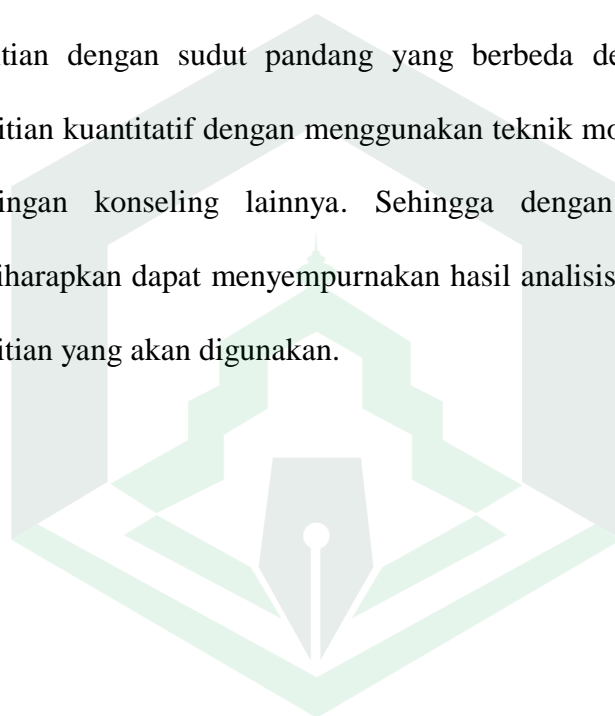 itian dengan sudut pandang yang berbeda de
itian kuantitatif dengan menggunakan teknik mo
ingan konseling lainnya. Sehingga dengan
iharapkan dapat menyempurnakan hasil analisis
itian yang akan digunakan.